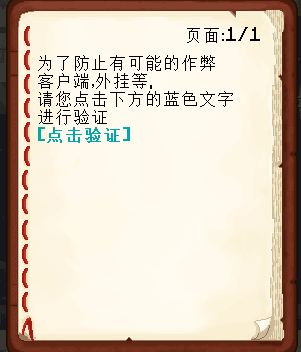 页面:1/1
为了防止有可能的作弊
客户端,外挂等,
请您点击下方的蓝色文字
进行验证
[点击验证]